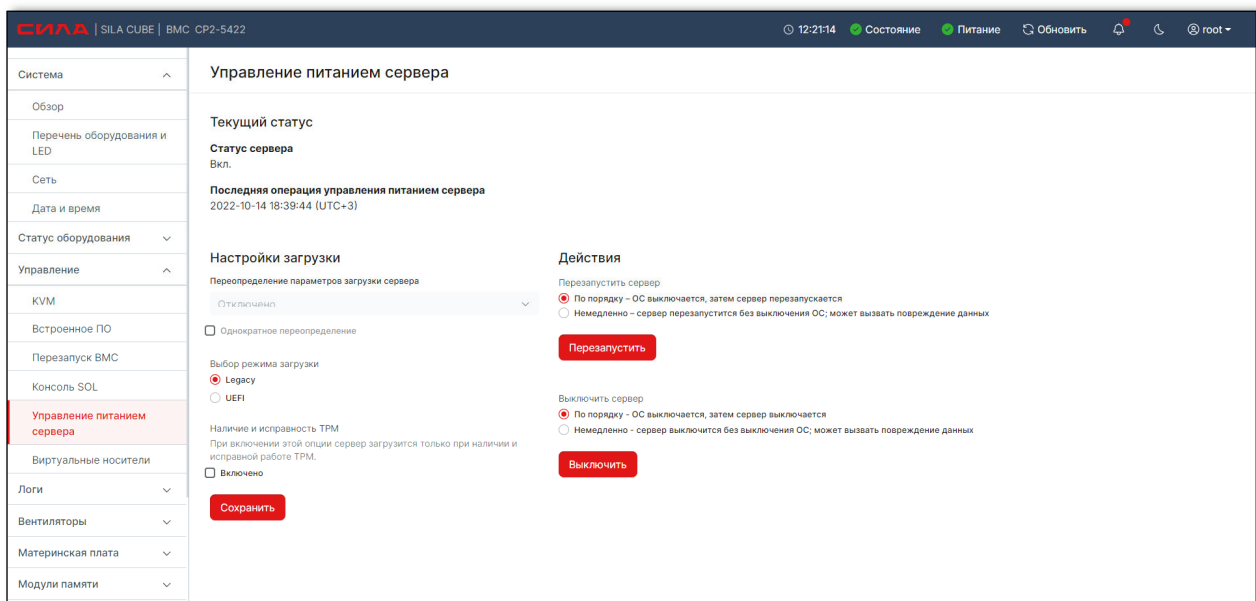 СИЛА | SILA CUBE | BMC CP2-5422
12:21:14 Состояние Питание Обновить root
Система
Обзор
Перечень оборудования и
LED
Сеть
Дата и время
Статус оборудования
Управление
KVM
Встроенное ПО
Перезапуск BMC
Консоль SOL
Управление питанием
сервера
Виртуальные носители
Логи
Вентиляторы
Материнская плата
Модули памяти
Управление питанием сервера
Текущий статус
Статус сервера
Вкл.
Последняя операция управления питанием сервера
2022-10-14 18:39:44 (UTC+3)
Настройки загрузки
Переопределение параметров загрузки сервера
Отключено
Однократное переопределение
Выбор режима загрузки
Legacy
UEFI
Наличие и исправность TPM
При включении этой опции сервер загрузится только при наличии и
исправной работе TPM.
Включено
Сохранить
Действия
Перезапустить сервер
По порядку – ОС выключается, затем сервер перезапускается
Немедленно – сервер перезапустится без выключения ОС; может вызвать повреждение данных
Перезапустить
Выключить сервер
По порядку - ОС выключается, затем сервер выключается
Немедленно - сервер выключится без выключения ОС; может вызвать повреждение данных
Выключить